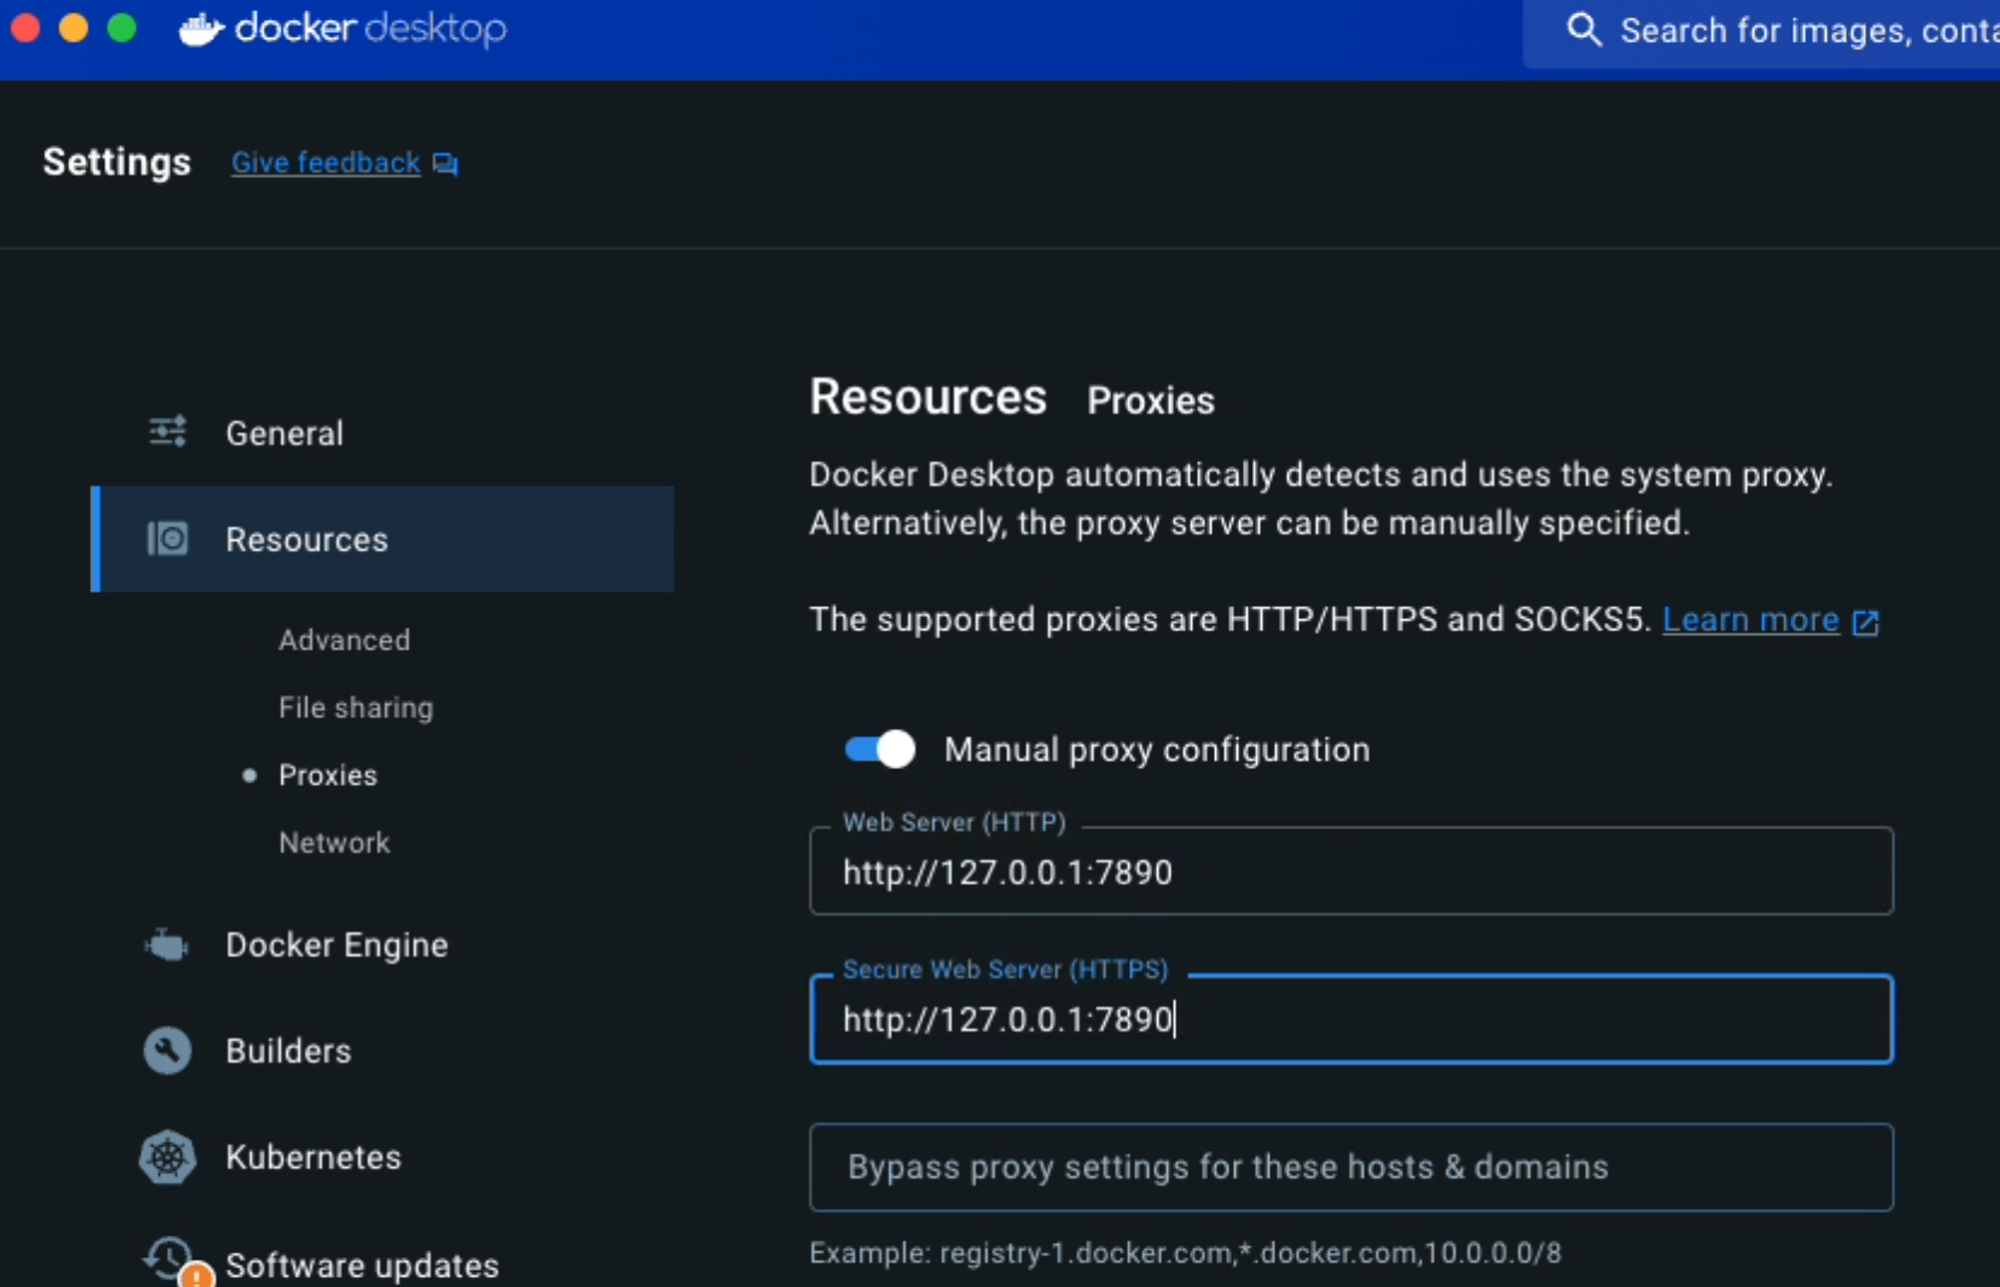 docker desktop
Search for images, conta
Settings Give feedback
General
Resources
Advanced
File sharing
Proxies
Network
Docker Engine
Builders
Kubernetes
Software updates
Resources Proxies
Docker Desktop automatically detects and uses the system proxy.
Alternatively, the proxy server can be manually specified.
The supported proxies are HTTP/HTTPS and SOCKS5. Learn more
Manual proxy configuration
Web Server (HTTP)
http://127.0.0.1:7890
Secure Web Server (HTTPS)
http://127.0.0.1:7890
Bypass proxy settings for these hosts & domains
Example: registry-1.docker.com,*.docker.com,10.0.0.0/8